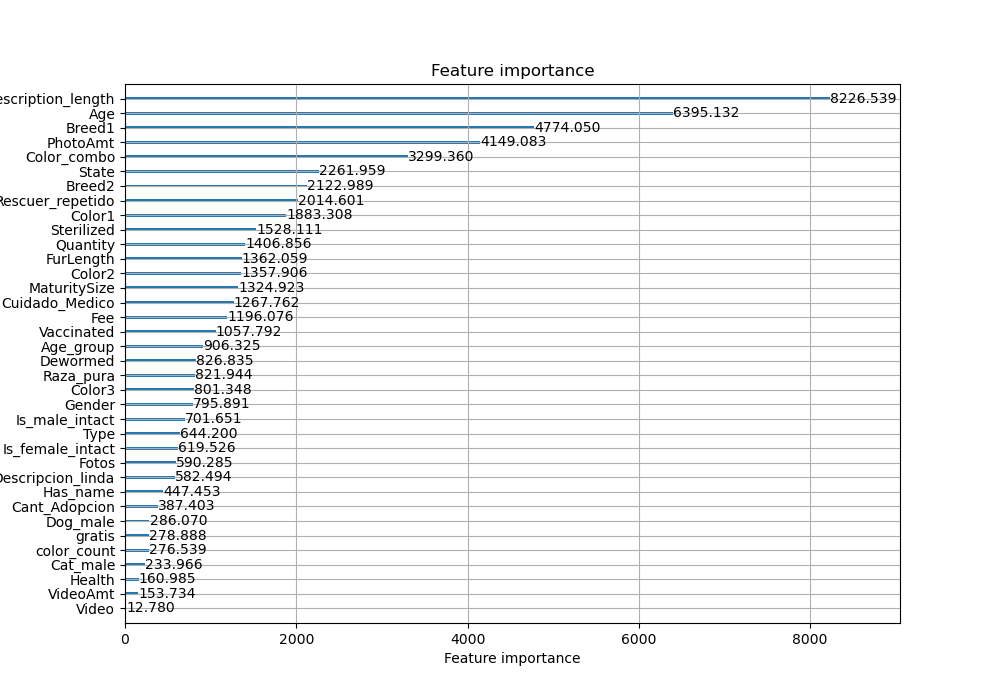 Feature importance
escription_length 8226.539
Age 6395.132
Breed1 4774.050
PhotoAmt 4149.083
Color_combo 3299.360
State 2261.959
Breed2 2122.989
Rescuer_repetido 2014.601
Color1 1883.308
Sterilized 1528.111
Quantity 1406.856
FurLength 1362.059
Color2 1357.906
MaturitySize 1324.923
Cuidado_Medico 1267.762
Fee 1196.076
Vaccinated 1057.792
Age_group 906.325
Dewormed 826.835
Raza_pura 821.944
Color3 801.348
Gender 795.891
Is_male_intact 701.651
Type 644.200
Is_female_intact 619.526
Fotos 590.285
Descripcion_linda 582.494
Has_name 447.453
Cant_Adopcion 387.403
Dog_male 286.070
gratis 278.888
color_count 276.539
Cat_male 233.966
Health 160.985
VideoAmt 153.734
Video 12.780
0 2000 4000 6000 8000
Feature importance